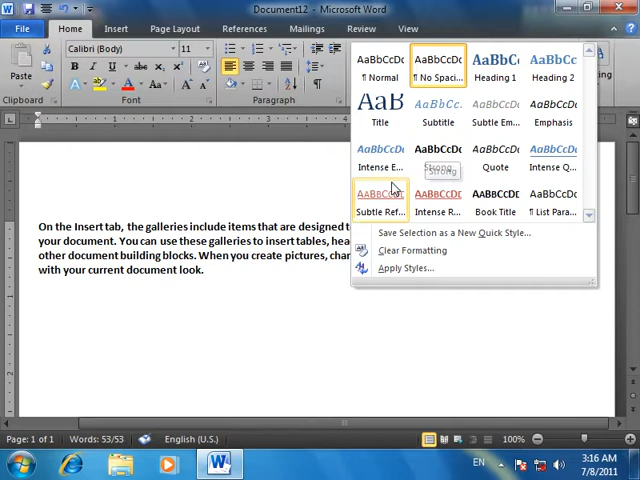 Document12 - Microsoft Word
File Home Insert Page Layout References Mailings Review View
Calibri (Body) 11
Paste
B I U abc
Clipboard Font Paragraph
AaBbCcDc AaBbCcDc AaBbCc AaBbCc
¶ Normal ¶ No Spaci... Heading 1 Heading 2
AaB AaBbCc. AaBbCcDc AaBbCcDc
Title Subtitle Subtle Em... Emphasis
AaBbCcDc AaBbCcDc AaBbCcDc AaBbCcDc
Intense E... Strong Quote Intense Q...
Strong
AaBbCcDc AaBbCcDc AaBbCcDc AaBbCcDc
Subtle Ref... Intense R... Book Title ¶ List Para...
Save Selection as a New Quick Style...
Clear Formatting
Apply Styles...
On the Insert tab, the galleries include items that are designed t
your document. You can use these galleries to insert tables, hea
other document building blocks. When you create pictures, char
with your current document look.
Page: 1 of 1 Words: 53/53 English (U.S.) 100%
EN 3:16 AM
7/8/2011